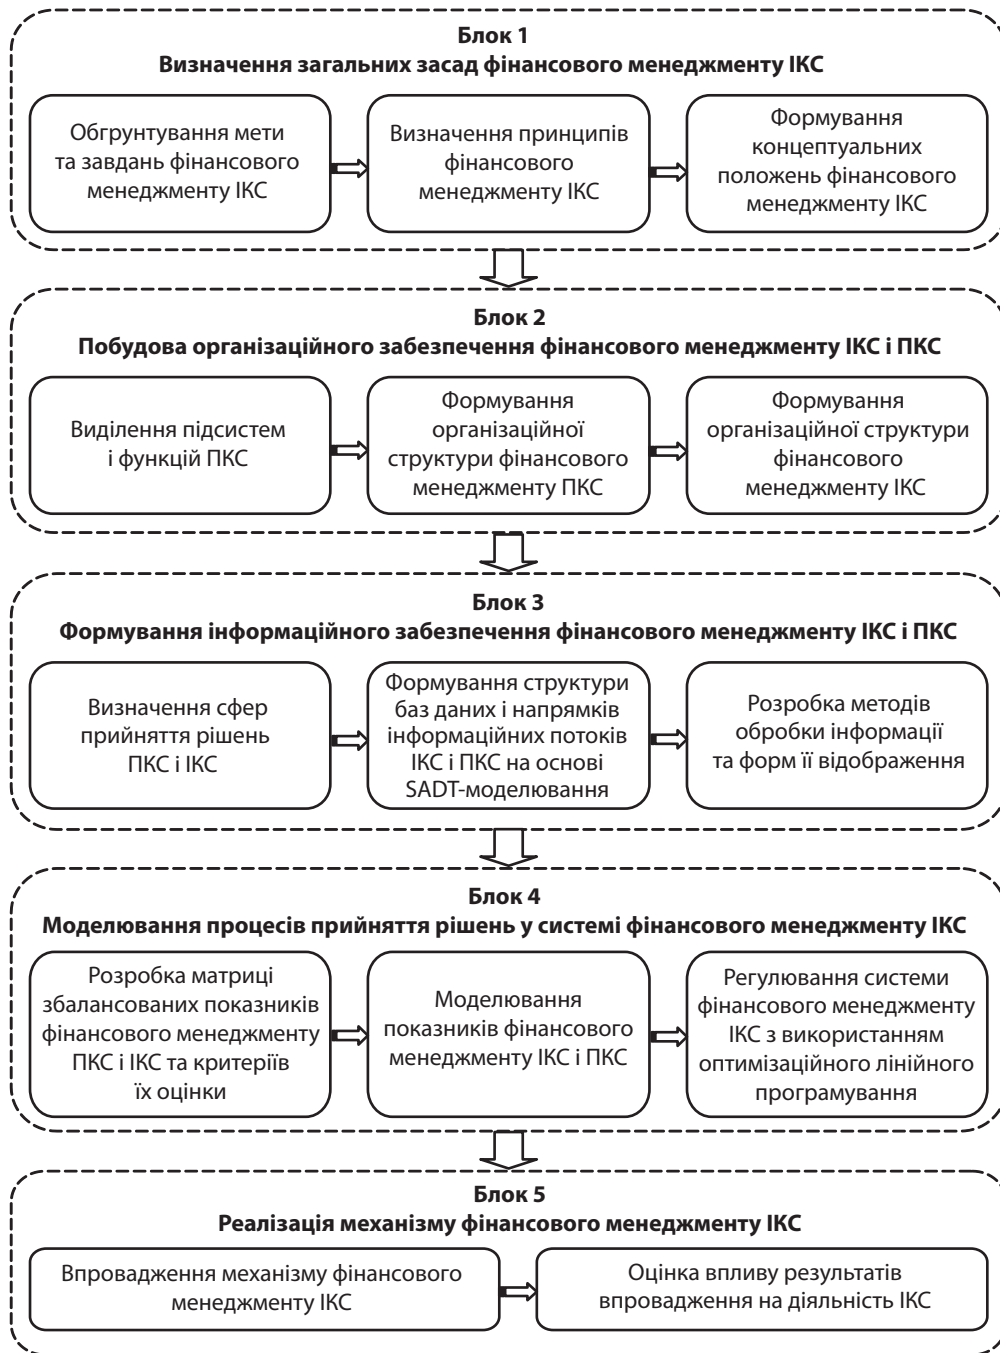 Блок 1
Визначення загальних засад фінансового менеджменту ІКС
Обгрунтування мети
та завдань фінансового
менеджменту ІКС
Визначення принципів
фінансового
менеджменту ІКС
Формування
концептуальних
положень фінансового
менеджменту ІКС
Блок 2
Побудова організаційного забезпечення фінансового менеджменту ІКС і ПКС
Виділення підсистем
і функцій ПКС
Формування
організаційної
структури фінансового
менеджменту ПКС
Формування
організаційної структури
фінансового
менеджменту ІКС
Блок 3
Формування інформаційного забезпечення фінансового менеджменту ІКС і ПКС
Визначення сфер
прийняття рішень
ПКС і ІКС
Формування структури
баз даних і напрямків
інформаційних потоків
ІКС і ПКС на основі
SADT-моделювання
Розробка методів
обробки інформації
та форм її відображення
Блок 4
Моделювання процесів прийняття рішень у системі фінансового менеджменту ІКС
Розробка матриці
збалансованих показників
фінансового менеджменту
ПКС і ІКС та критеріїв
їх оцінки
Моделювання
показників фінансового
менеджменту ІКС і ПКС
Регулювання системи
фінансового менеджменту
ІКС з використанням
оптимізаційного лінійного
програмування
Блок 5
Реалізація механізму фінансового менеджменту ІКС
Впровадження механізму фінансового
менеджменту ІКС
Оцінка впливу результатів
впровадження на діяльність ІКС